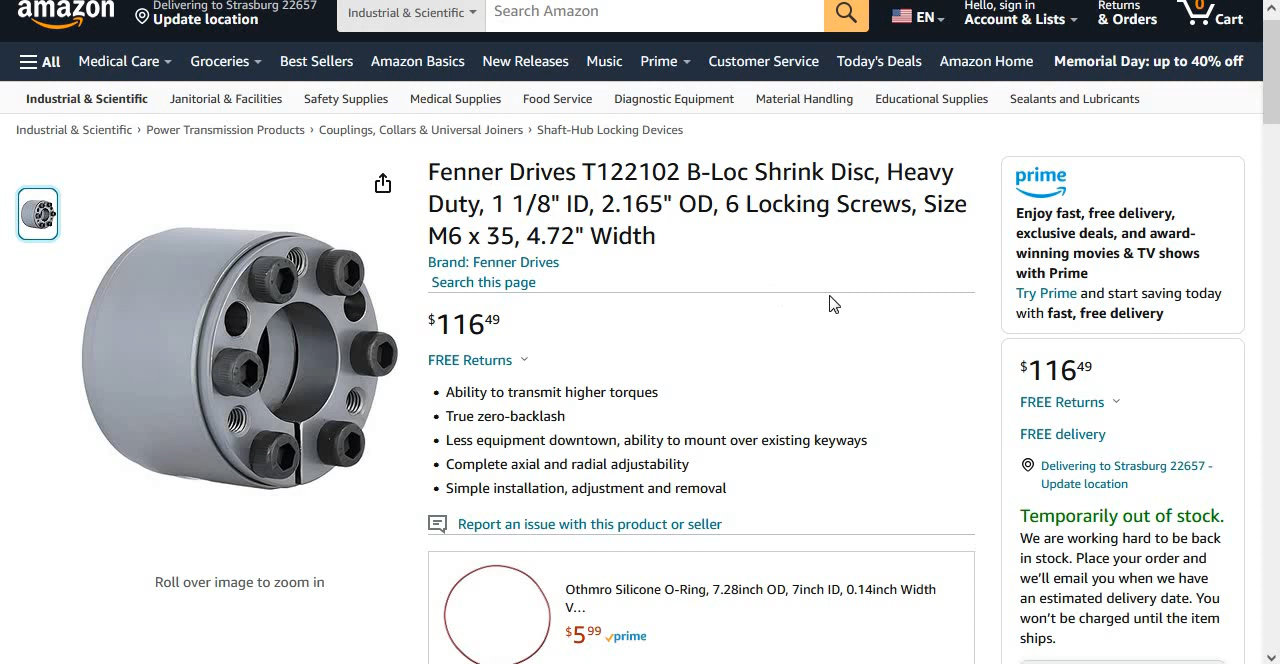 amazon
Delivering to Strasburg 22657
Update location
Industrial & Scientific
Search Amazon
EN
Hello, sign in
Account & Lists
Returns
& Orders
0
Cart
All
Medical Care
Groceries
Best Sellers
Amazon Basics
New Releases
Music
Prime
Customer Service
Today's Deals
Amazon Home
Memorial Day: up to 40% off
Industrial & Scientific
Janitorial & Facilities
Safety Supplies
Medical Supplies
Food Service
Diagnostic Equipment
Material Handling
Educational Supplies
Sealants and Lubricants
Industrial & Scientific › Power Transmission Products › Couplings, Collars & Universal Joiners › Shaft-Hub Locking Devices
Fenner Drives T122102 B-Loc Shrink Disc, Heavy
Duty, 1 1/8" ID, 2.165" OD, 6 Locking Screws, Size
M6 x 35, 4.72" Width
Brand: Fenner Drives
Search this page
$116.49
FREE Returns
• Ability to transmit higher torques
• True zero-backlash
• Less equipment downtown, ability to mount over existing keyways
• Complete axial and radial adjustability
• Simple installation, adjustment and removal
Report an issue with this product or seller
Othmro Silicone O-Ring, 7.28inch OD, 7inch ID, 0.14inch Width
V...
$5.99 prime
Roll over image to zoom in
prime
Enjoy fast, free delivery,
exclusive deals, and award-
winning movies & TV shows
with Prime
Try Prime and start saving today
with fast, free delivery
$116.49
FREE Returns
FREE delivery
Delivering to Strasburg 22657 -
Update location
Temporarily out of stock.
We are working hard to be back
in stock. Place your order and
we'll email you when we have
an estimated delivery date. You
won't be charged until the item
ships.